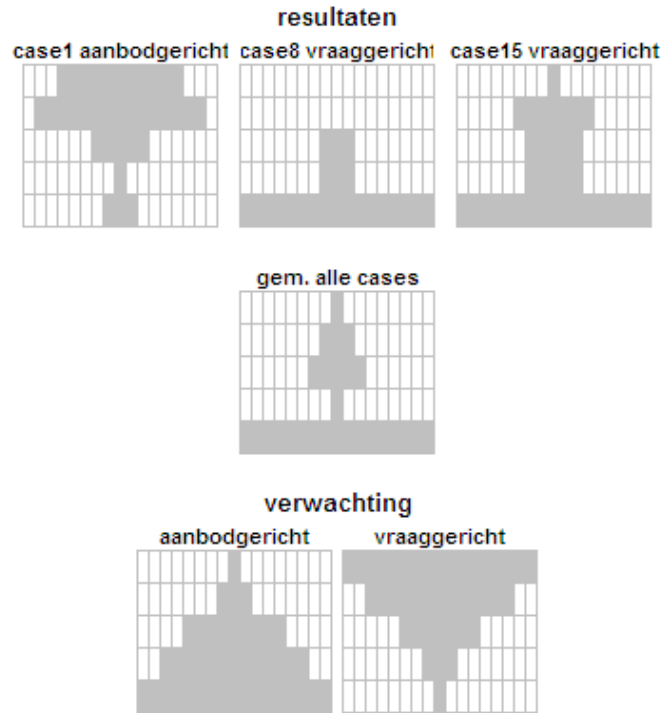 resultaten
case1 aanbodgericht case8 vraaggericht case15 vraaggericht
gem. alle cases
verwachting
aanbodgericht vraaggericht